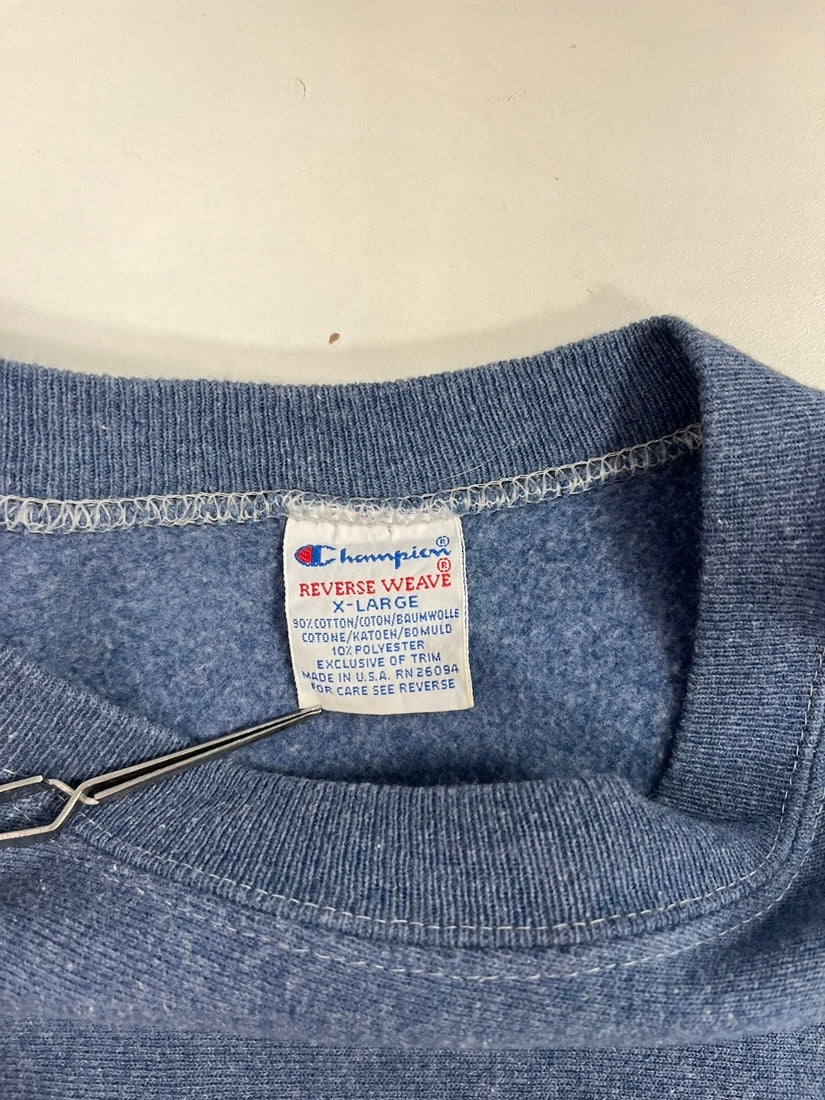 Champion®
REVERSE WEAVE®
X-LARGE
90% COTTON/COTON/BAUMWOLLE
COTONE/KATOEN/BOMULD
10% POLYESTER
EXCLUSIVE OF TRIM
MADE IN U.S.A. RN 26094
FOR CARE SEE REVERSE